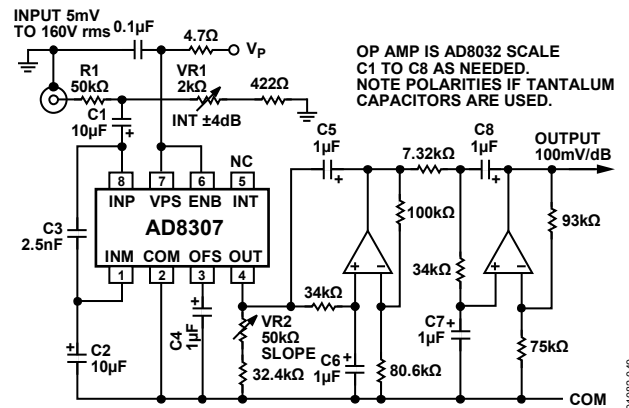 INPUT 5mV
TO 160V rms
0.1µF
4.7Ω
VP
R1
50kΩ
VR1
2kΩ
422Ω
INT ±4dB
C1
10µF
OP AMP IS AD8032 SCALE
C1 TO C8 AS NEEDED.
NOTE POLARITIES IF TANTALUM
CAPACITORS ARE USED.
NC
8
7
6
5
INP
VPS
ENB
INT
AD8307
INM
COM
OFS
OUT
1
2
3
4
C3
2.5nF
C2
10µF
C4
1µF
VR2
50kΩ
SLOPE
32.4kΩ
C5
1µF
34kΩ
C6
1µF
100kΩ
80.6kΩ
7.32kΩ
34kΩ
C7
1µF
C8
1µF
OUTPUT
100mV/dB
93kΩ
75kΩ
COM